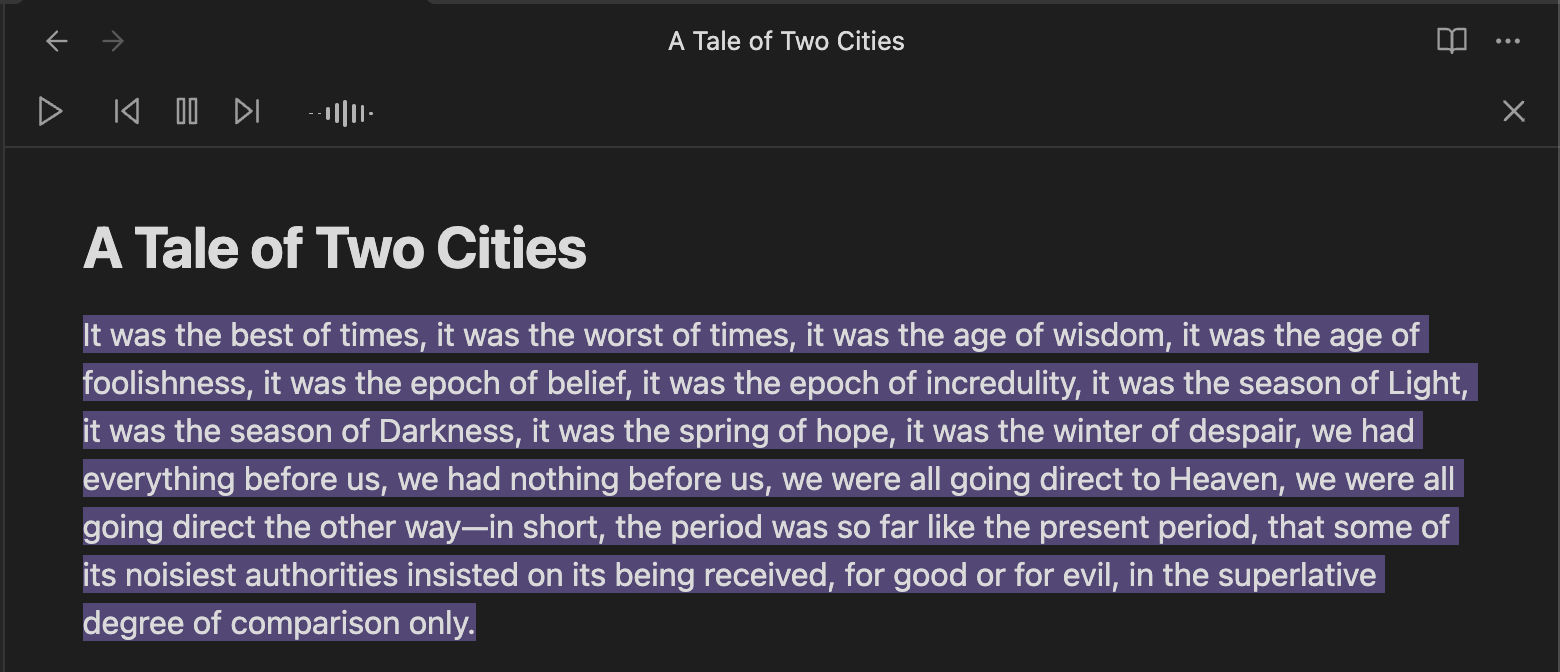 A Tale of Two Cities
A Tale of Two Cities
It was the best of times, it was the worst of times, it was the age of wisdom, it was the age of
foolishness, it was the epoch of belief, it was the epoch of incredulity, it was the season of Light,
it was the season of Darkness, it was the spring of hope, it was the winter of despair, we had
everything before us, we had nothing before us, we were all going direct to Heaven, we were all
going direct the other way—in short, the period was so far like the present period, that some of
its noisiest authorities insisted on its being received, for good or for evil, in the superlative
degree of comparison only.